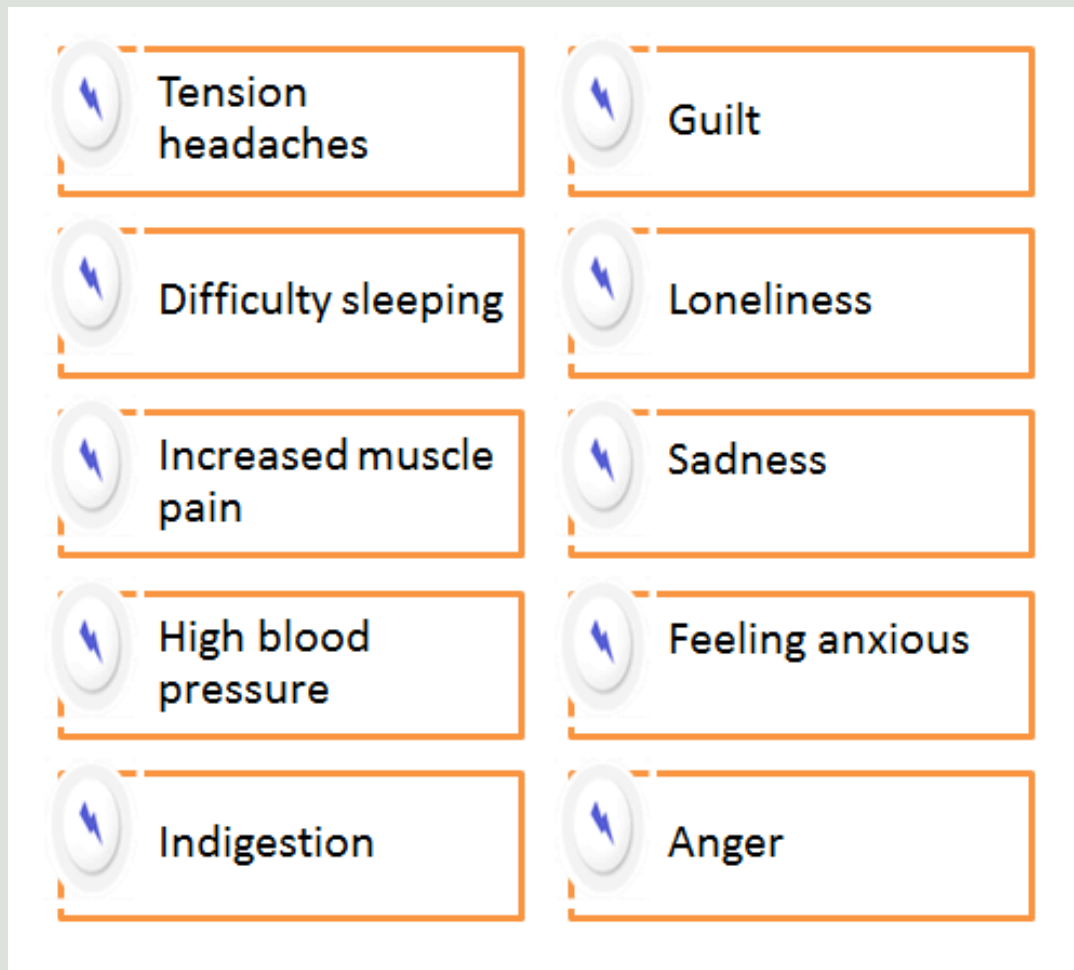 Tension
headaches
Guilt
Difficulty sleeping
Loneliness
Increased muscle
pain
Sadness
High blood
pressure
Feeling anxious
Indigestion
Anger